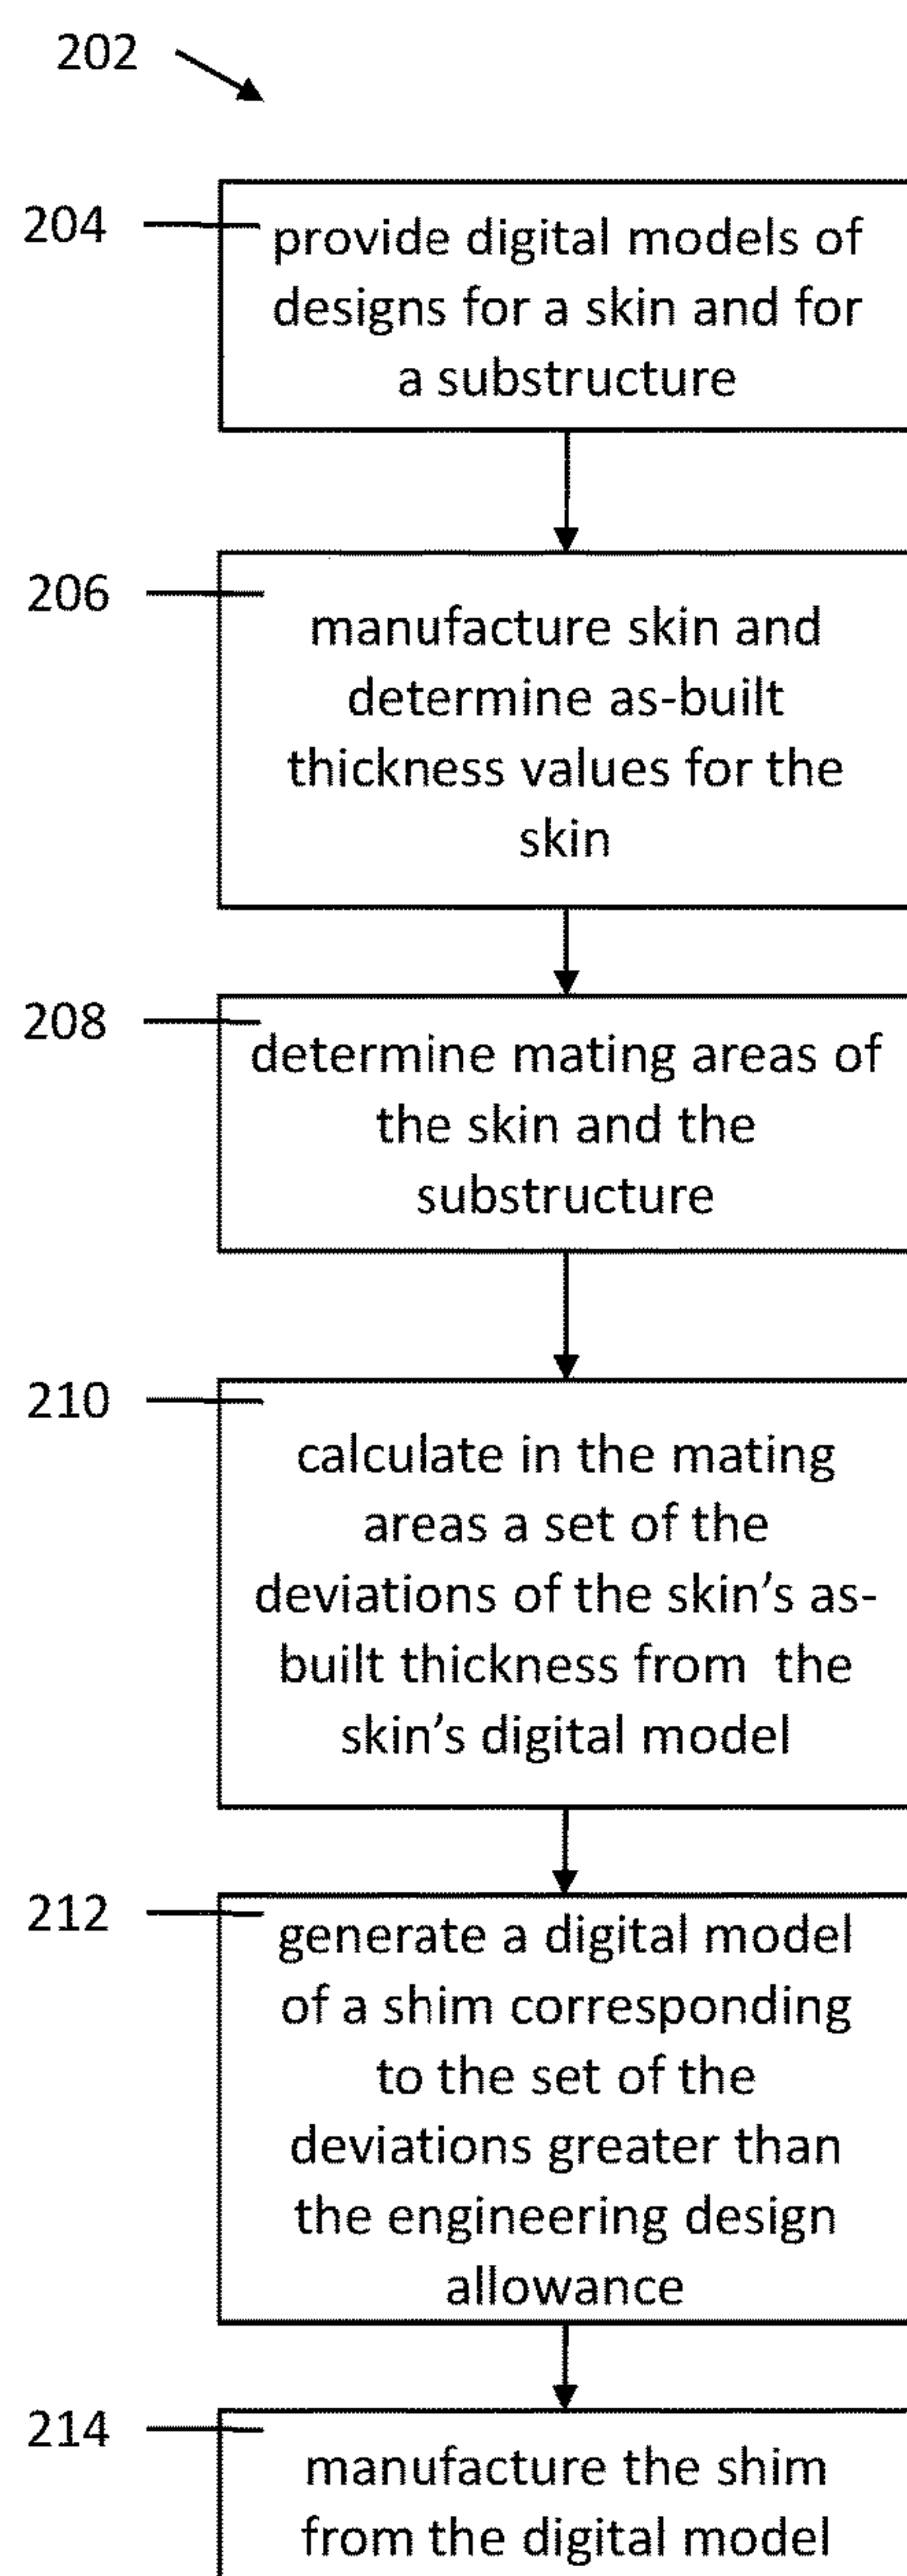 202
204
provide digital models of
designs for a skin and for
a substructure
206
manufacture skin and
determine as-built
thickness values for the
skin
208
determine mating areas of
the skin and the
substructure
210
calculate in the mating
areas a set of the
deviations of the skin's as-
built thickness from the
skin's digital model
212
generate a digital model
of a shim corresponding
to the set of the
deviations greater than
the engineering design
allowance
214
manufacture the shim
from the digital model